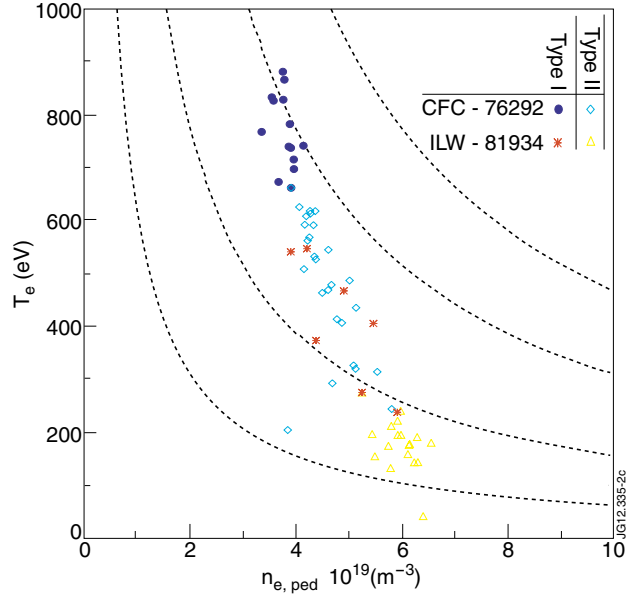 1000
800
600
400
200
0
T_e (eV)
0
2
4
6
8
10
n_e, ped 10^19(m^−3)
Type I
Type II
CFC - 76292
ILW - 81934
JG12.335-2c